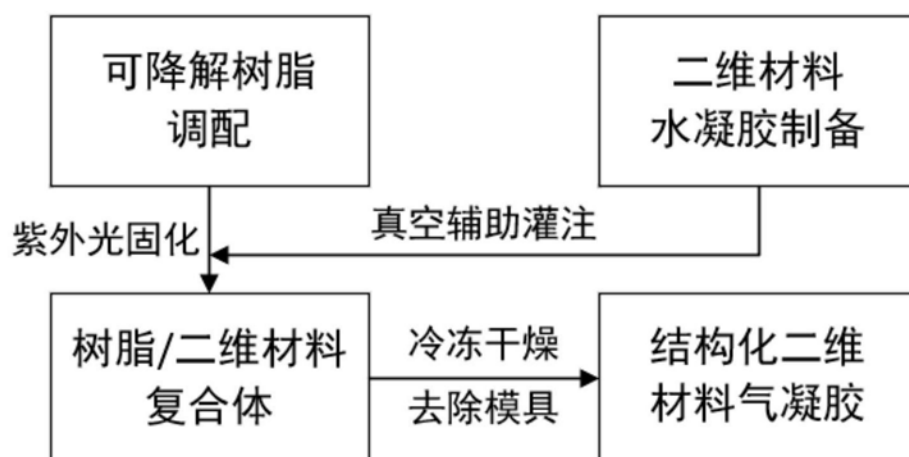 可降解树脂
调配
二维材料
水凝胶制备
紫外光固化
真空辅助灌注
树脂/二维材料
复合体
冷冻干燥
去除模具
结构化二维
材料气凝胶